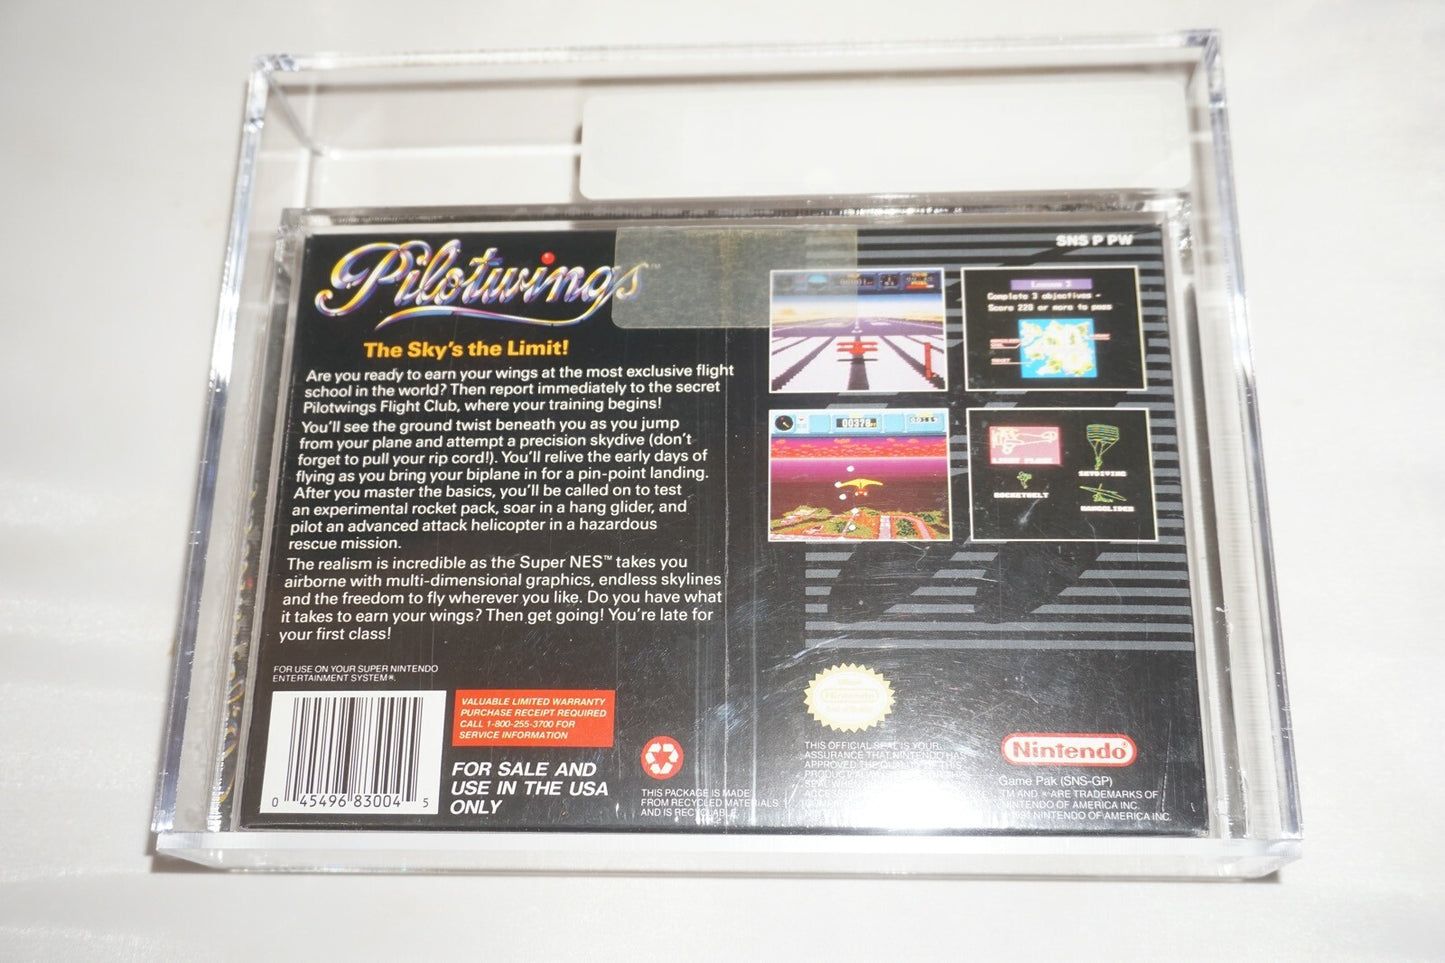 Pilotwings™
SNS P PW
The Sky's the Limit!
Are you ready to earn your wings at the most exclusive flight
school in the world? Then report immediately to the secret
Pilotwings Flight Club, where your training begins!
You'll see the ground twist beneath you as you jump
from your plane and attempt a precision skydive (don't
forget to pull your rip cord!). You'll relive the early days of
flying as you bring your biplane in for a pin-point landing.
After you master the basics, you'll be called on to test
an experimental rocket pack, soar in a hang glider, and
pilot an advanced attack helicopter in a hazardous
rescue mission.
The realism is incredible as the Super NES™ takes you
airborne with multi-dimensional graphics, endless skylines
and the freedom to fly wherever you like. Do you have what
it takes to earn your wings? Then get going! You're late for
your first class!
Lesson 3
Complete 3 objectives -
Score 220 or more to pass
00378
LIGHT PLANE
SKYDIVING
ROCKETBELT
HANGGLIDER
FOR USE ON YOUR SUPER NINTENDO
ENTERTAINMENT SYSTEM®.
0 45496 83004 5
VALUABLE LIMITED WARRANTY
PURCHASE RECEIPT REQUIRED
CALL 1-800-255-3700 FOR
SERVICE INFORMATION
FOR SALE AND
USE IN THE USA
ONLY
THIS PACKAGE IS MADE
FROM RECYCLED MATERIALS
AND IS RECYCLABLE.
Nintendo
THIS OFFICIAL SEAL IS YOUR
ASSURANCE THAT NINTENDO HAS
APPROVED THE QUALITY OF THIS
Nintendo®
Game Pak (SNS-GP)
TM AND ® ARE TRADEMARKS OF
NINTENDO OF AMERICA INC.
©1991 NINTENDO OF AMERICA INC.